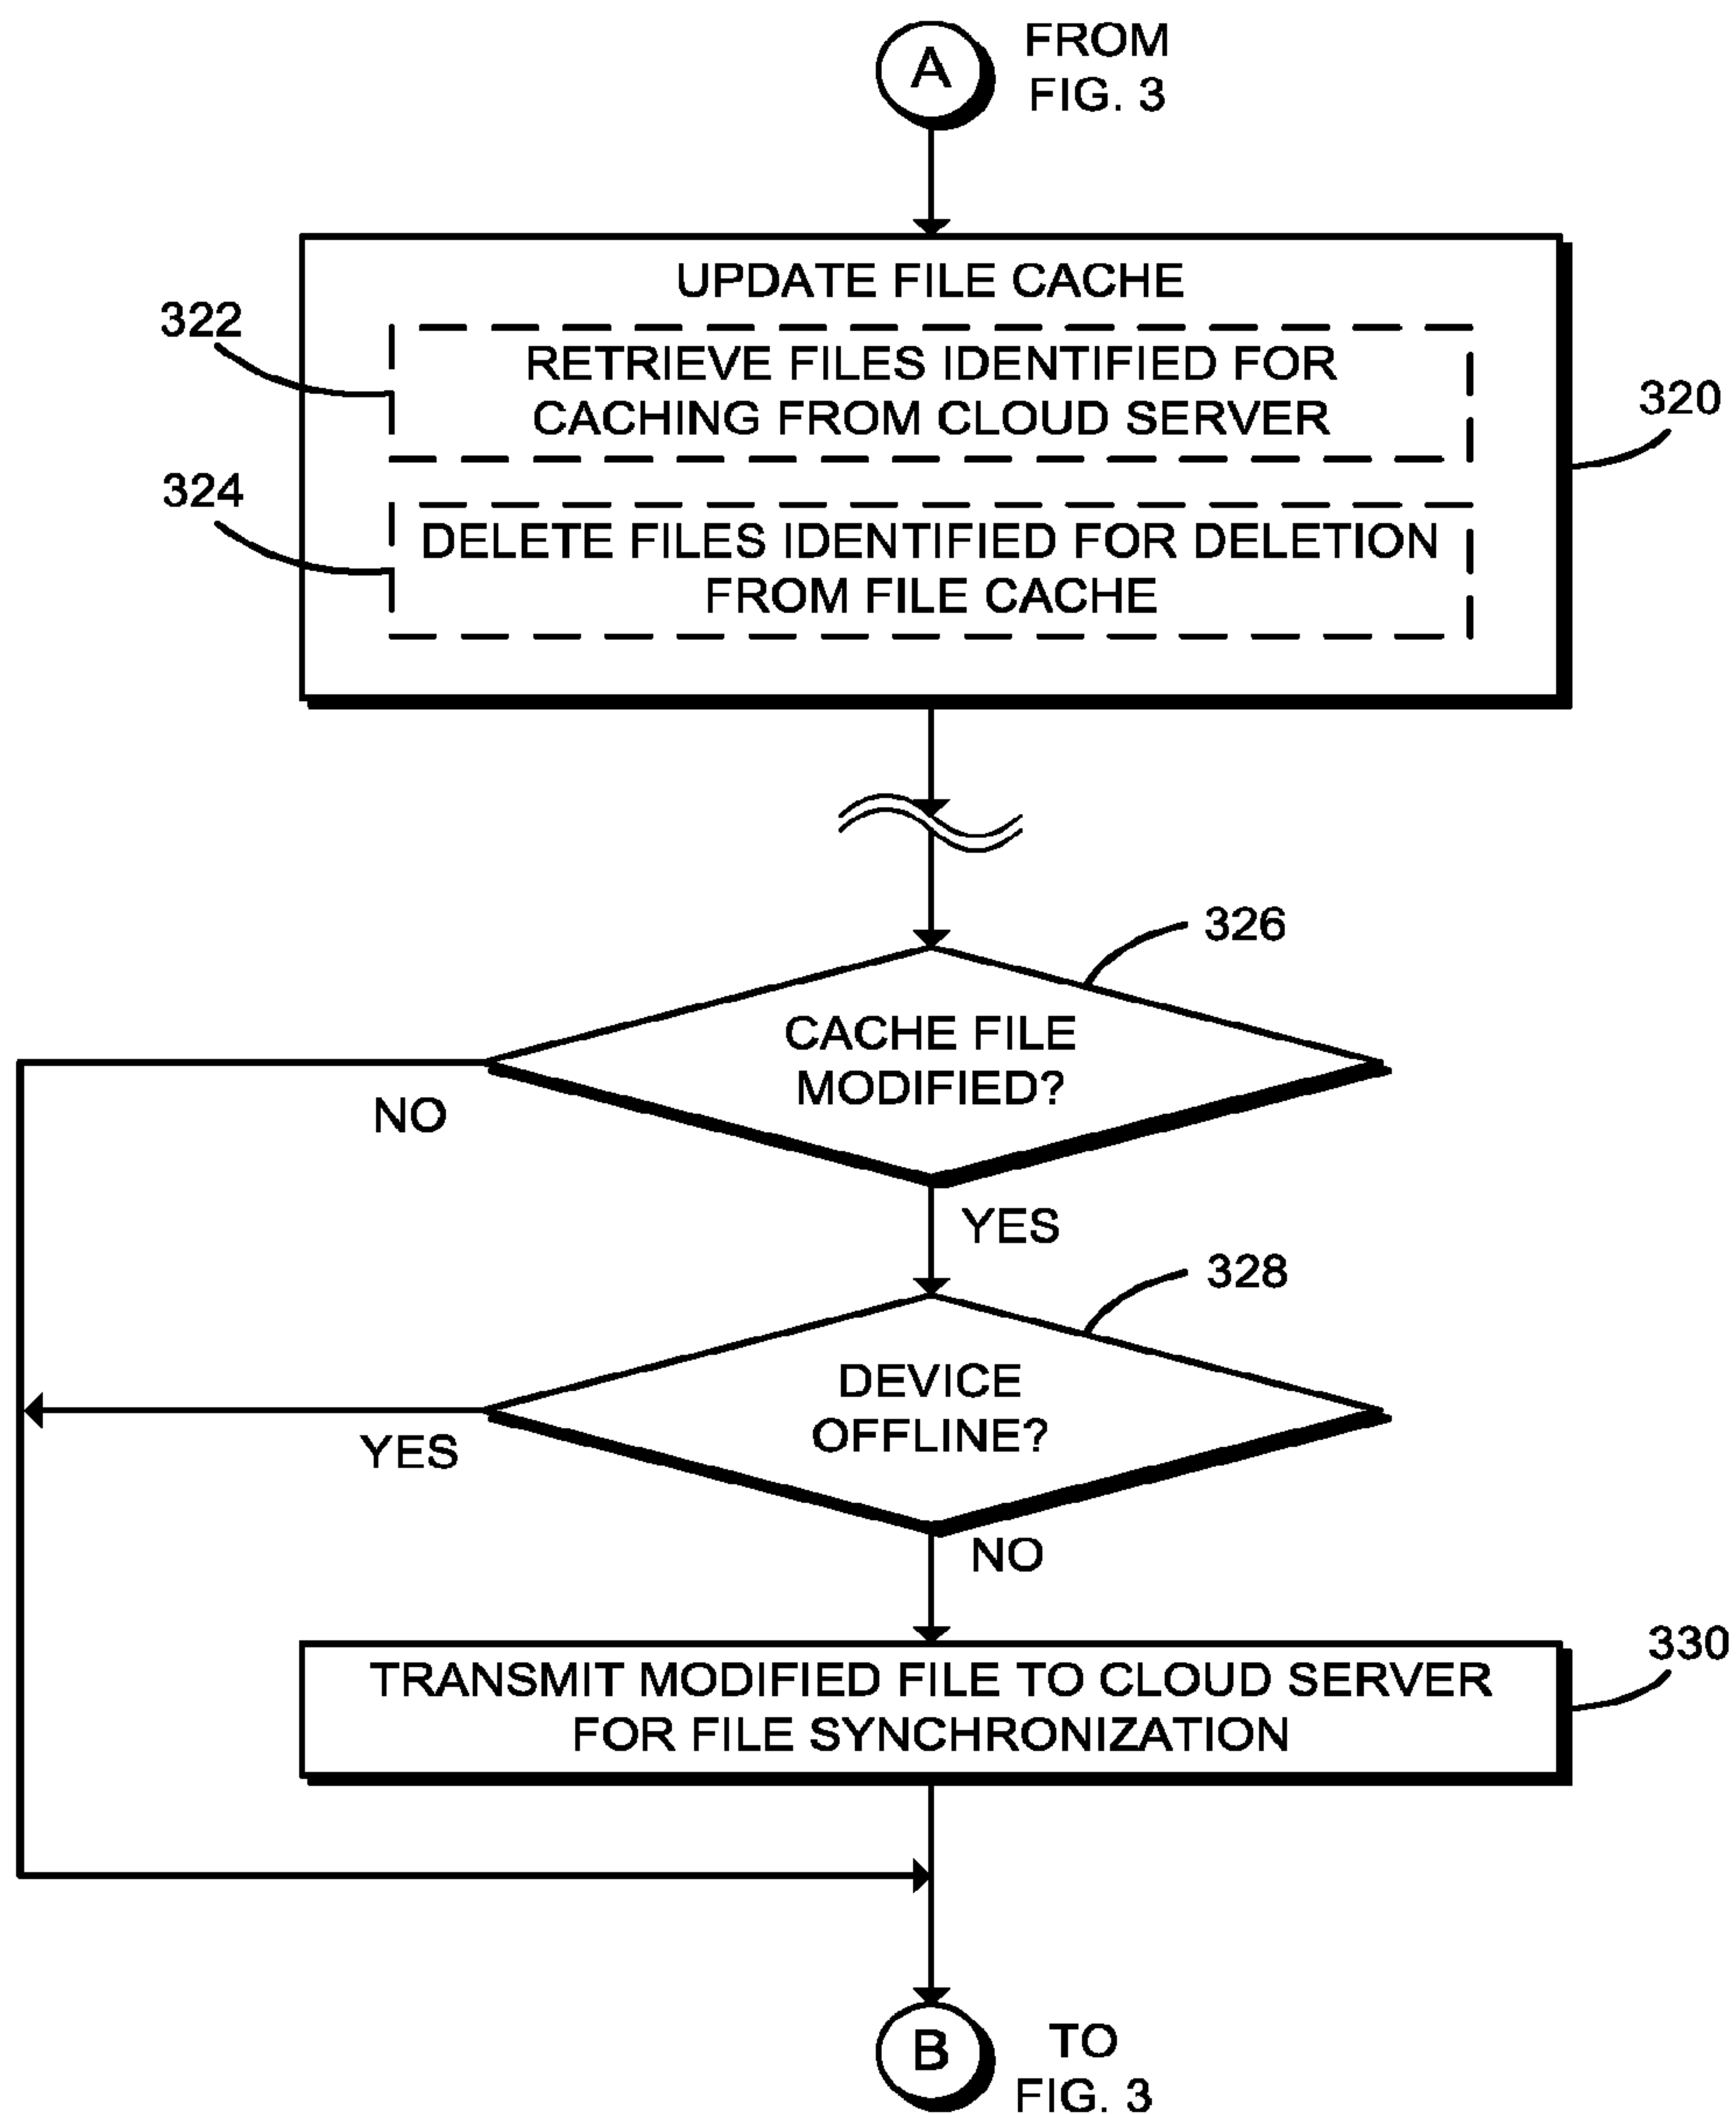 A
FROM
FIG. 3
UPDATE FILE CACHE
322
RETRIEVE FILES IDENTIFIED FOR
CACHING FROM CLOUD SERVER
320
324
DELETE FILES IDENTIFIED FOR DELETION
FROM FILE CACHE
326
CACHE FILE
MODIFIED?
NO
YES
328
DEVICE
OFFLINE?
YES
NO
330
TRANSMIT MODIFIED FILE TO CLOUD SERVER
FOR FILE SYNCHRONIZATION
B
TO
FIG. 3